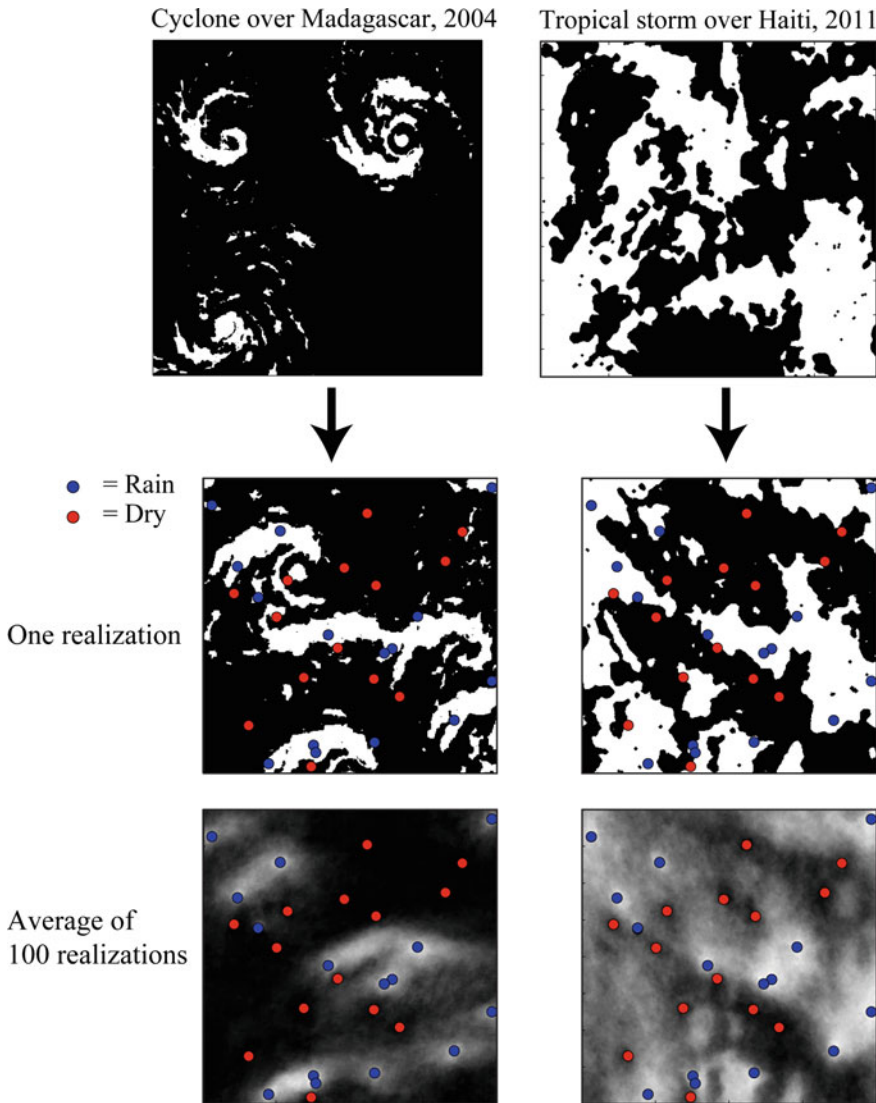 Cyclone over Madagascar, 2004
Tropical storm over Haiti, 2011
= Rain
= Dry
One realization
Average of
100 realizations